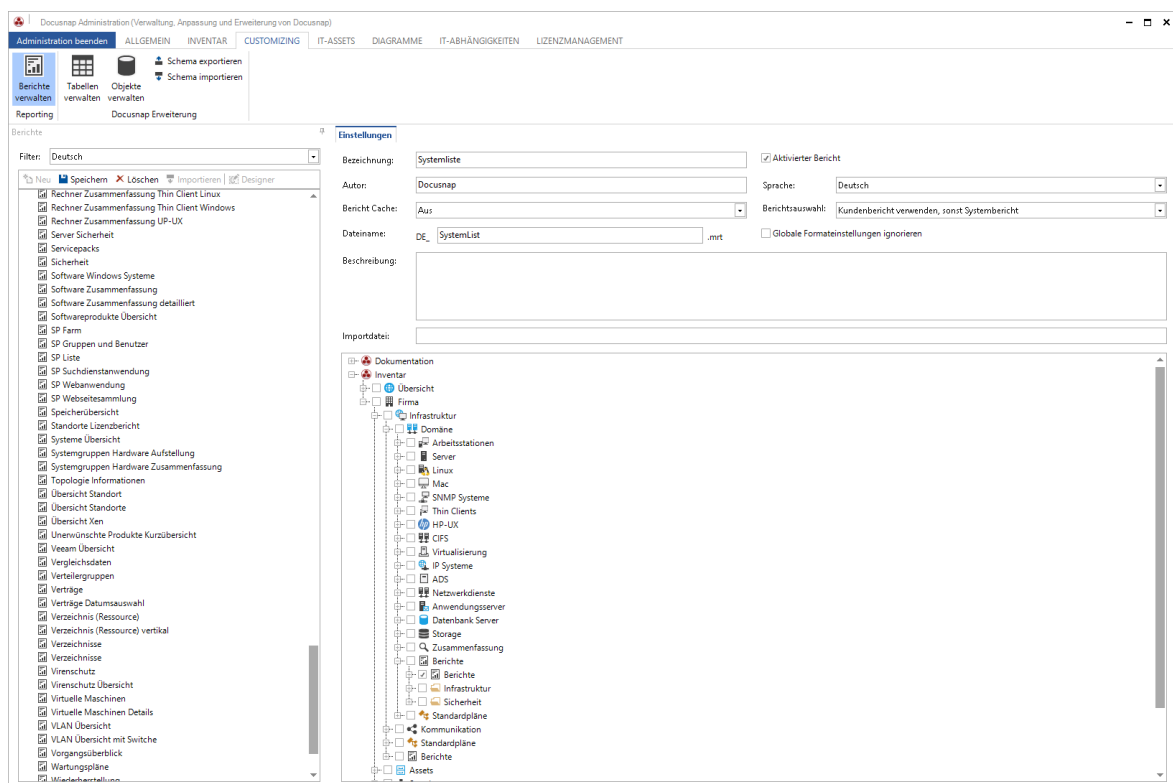 Docusnap Administration (Verwaltung, Anpassung und Erweiterung von Docusnap)
Administration beenden ALLGEMEIN INVENTAR CUSTOMIZING IT-ASSETS DIAGRAMME IT-ABHÄNGIGKEITEN LIZENZMANAGEMENT
Berichte verwalten
Tabellen verwalten
Objekte verwalten
Schema exportieren
Schema importieren
Reporting
Docusnap Erweiterung
Berichte
Filter: Deutsch
Neu Speichern Löschen Importieren Designer
Rechner Zusammenfassung Thin Client Linux
Rechner Zusammenfassung Thin Client Windows
Rechner Zusammenfassung UP-UX
Server Sicherheit
Servicepacks
Sicherheit
Software Windows Systeme
Software Zusammenfassung
Software Zusammenfassung detailliert
Softwareprodukte Übersicht
SP Farm
SP Gruppen und Benutzer
SP Liste
SP Suchdienstanwendung
SP Webanwendung
SP Webseitesammlung
Speicherübersicht
Standorte Lizenzbericht
Systeme Übersicht
Systemgruppen Hardware Aufstellung
Systemgruppen Hardware Zusammenfassung
Topologie Informationen
Übersicht Standort
Übersicht Standorte
Übersicht Xen
Unerwünschte Produkte Kurzübersicht
Veeam Übersicht
Vergleichsdaten
Verteilergruppen
Verträge
Verträge Datumsauswahl
Verzeichnis (Ressource)
Verzeichnis (Ressource) vertikal
Verzeichnisse
Verzeichnisse
Virenschutz
Virenschutz Übersicht
Virtuelle Maschinen
Virtuelle Maschinen Details
VLAN Übersicht
VLAN Übersicht mit Switche
Vorgangsüberblick
Wartungspläne
Wiederherstellung
Einstellungen
Bezeichnung: Systemliste
Aktivierter Bericht
Autor: Docusnap
Sprache: Deutsch
Bericht Cache: Aus
Berichtsauswahl: Kundenbericht verwenden, sonst Systembericht
Dateiname: DE_ SystemList .mrt
Globale Formateinstellungen ignorieren
Beschreibung:
Importdatei:
Dokumentation
Inventar
Übersicht
Firma
Infrastruktur
Domäne
Arbeitsstationen
Server
Linux
Mac
SNMP Systeme
Thin Clients
HP-UX
CIFS
Virtualisierung
IP Systeme
ADS
Netzwerkdienste
Anwendungsserver
Datenbank Server
Storage
Zusammenfassung
Berichte
Berichte
Infrastruktur
Sicherheit
Standardpläne
Kommunikation
Standardpläne
Berichte
Assets